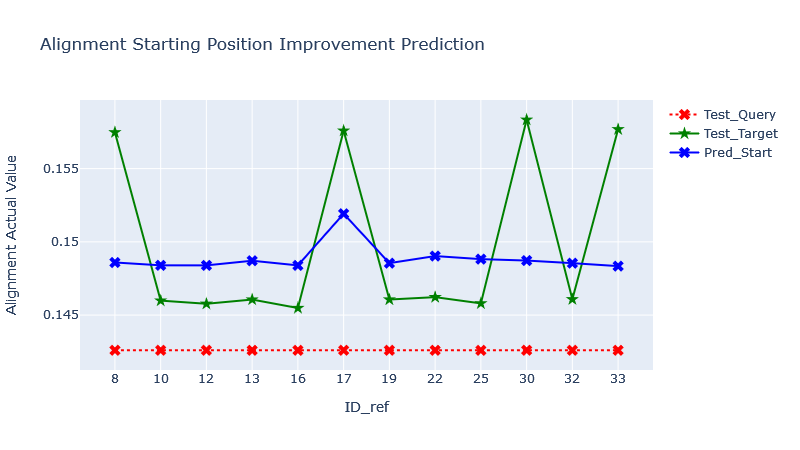 Alignment Starting Position Improvement Prediction
Test_Query
Test_Target
Pred_Start
Alignment Actual Value
0.155
0.15
0.145
8 10 12 13 16 17 19 22 25 30 32 33
ID_ref